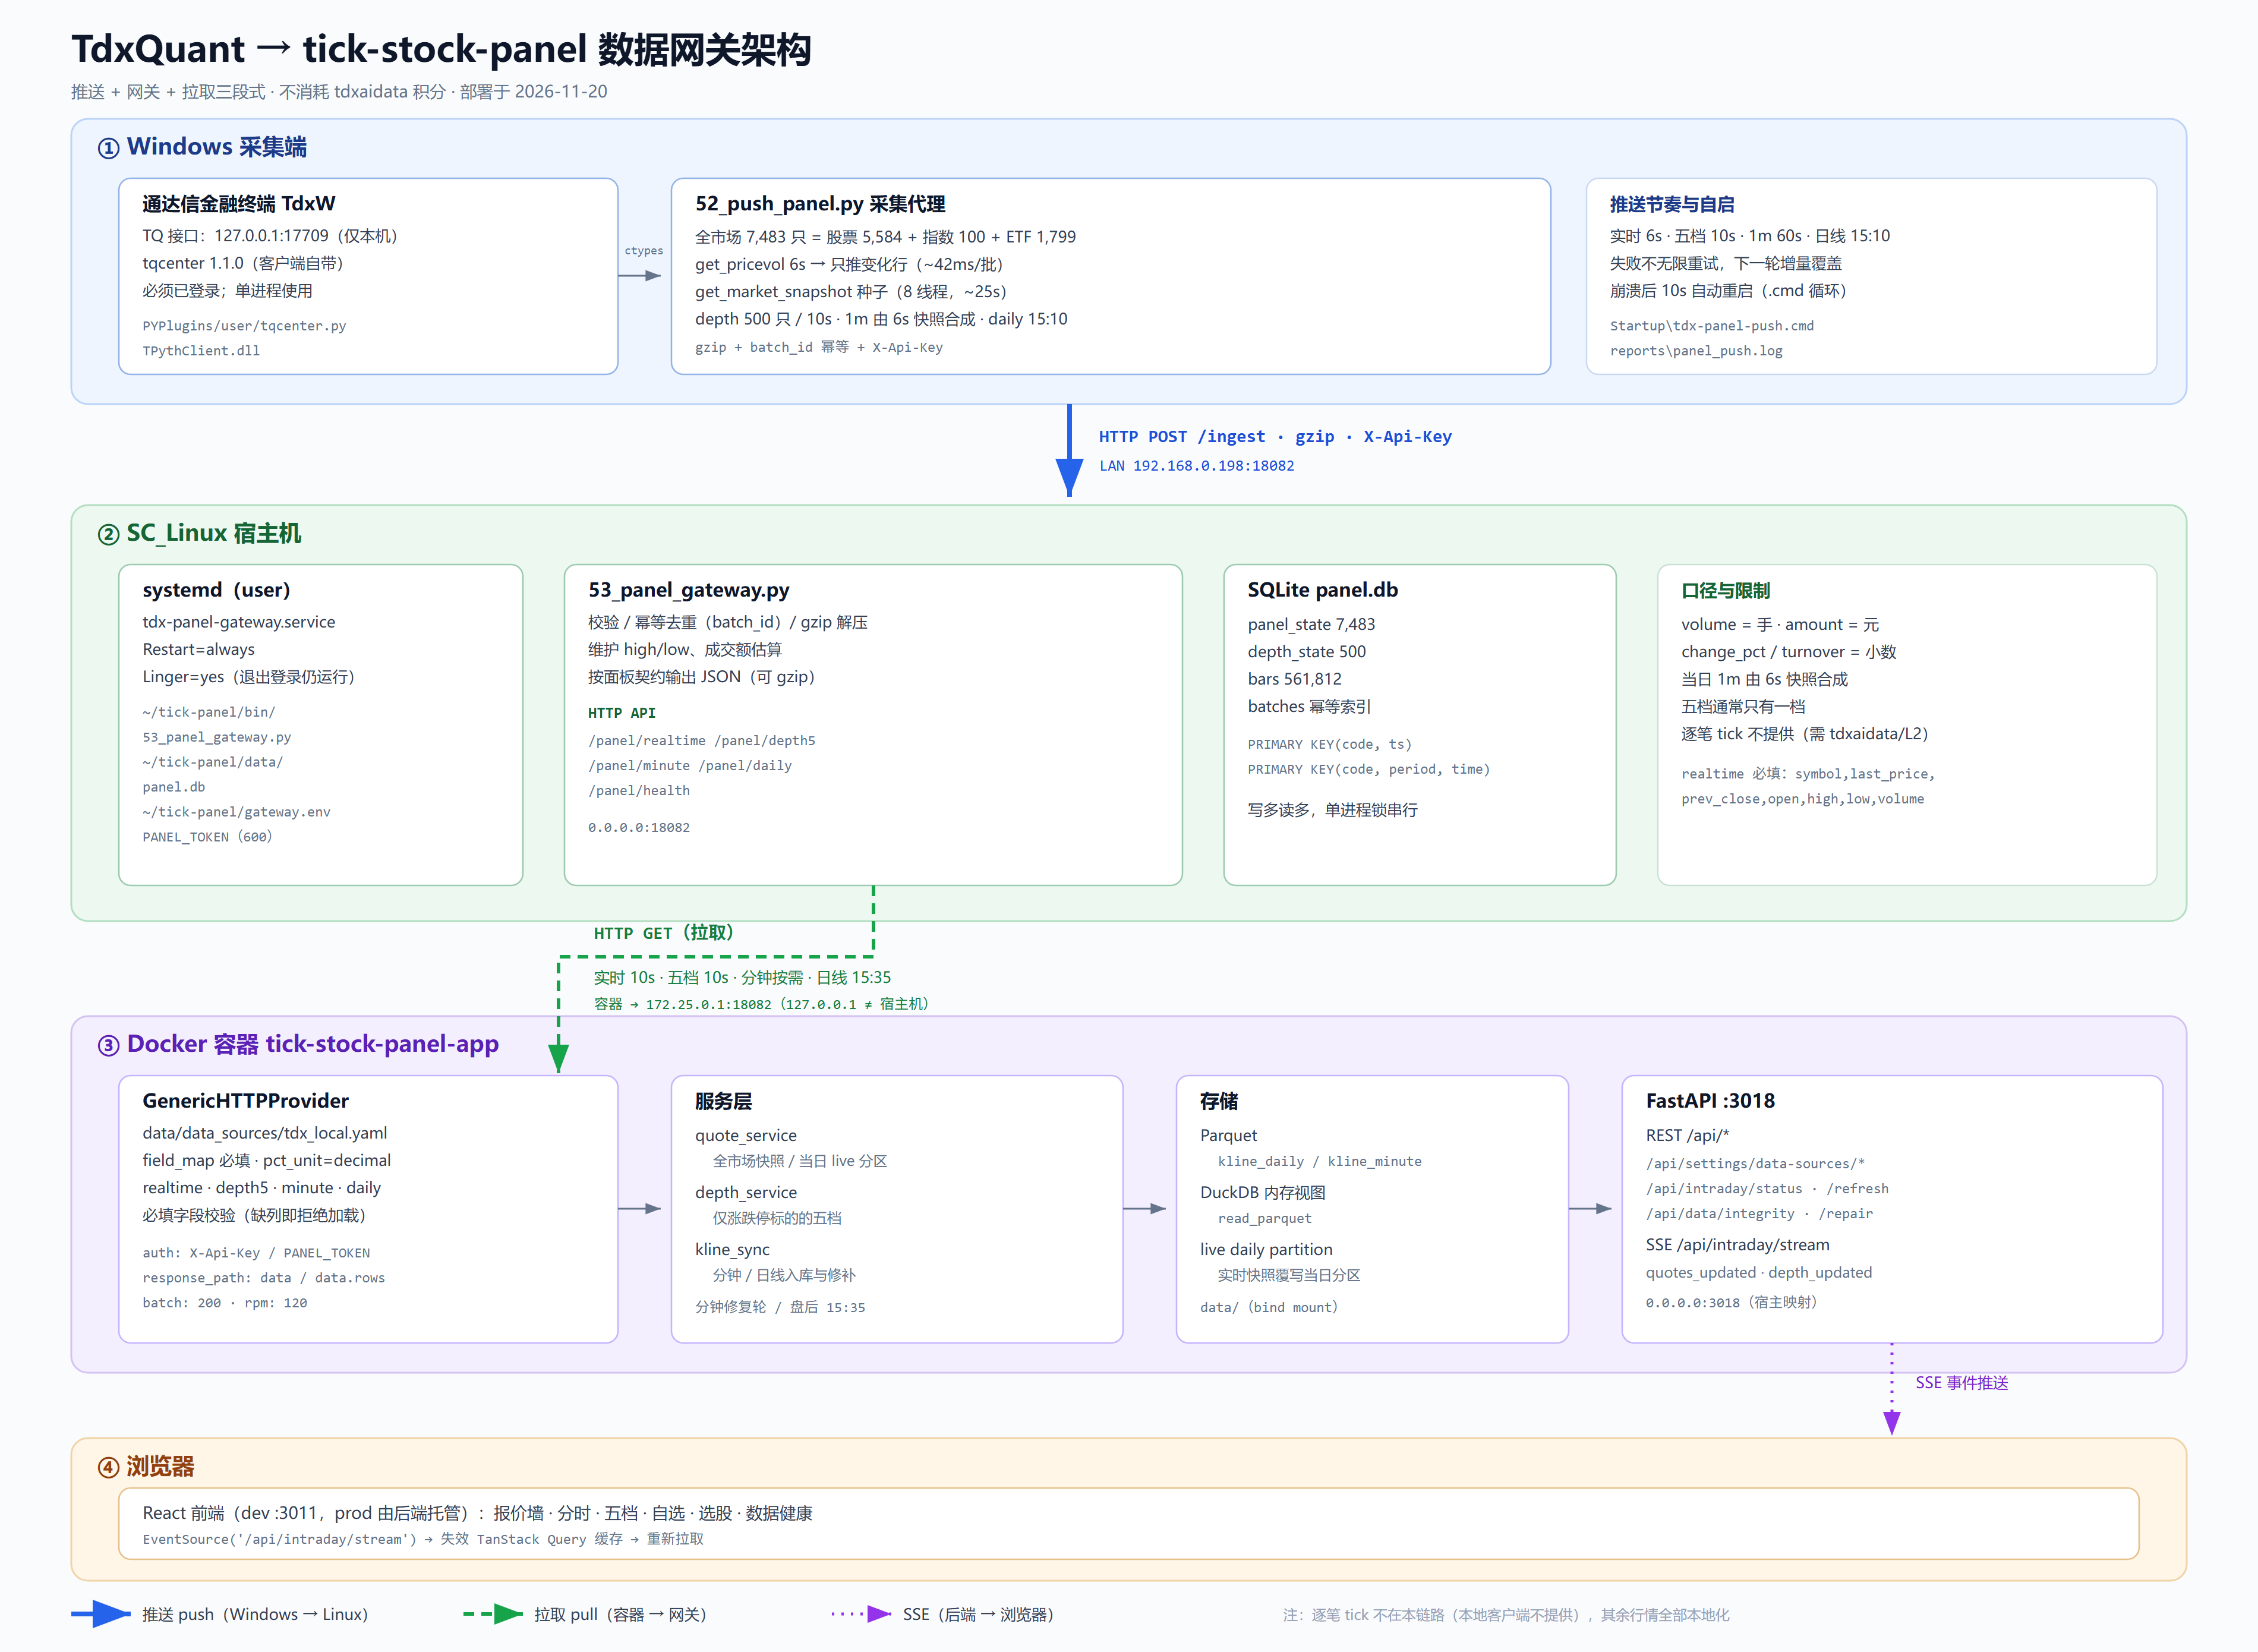 TdxQuant → tick-stock-panel 数据网关架构
推送 + 网关 + 拉取三段式 · 不消耗 tdxaidata 积分 · 部署于 2026-11-20
① Windows 采集端
通达信金融终端 TdxW
TQ 接口：127.0.0.1:17709（仅本机）
tqcenter 1.1.0（客户端自带）
必须已登录；单进程使用
PYPlugins/user/tqcenter.py
TPythClient.dll
ctypes
52_push_panel.py 采集代理
全市场 7,483 只 = 股票 5,584 + 指数 100 + ETF 1,799
get_pricevol 6s → 只推变化行（~42ms/批）
get_market_snapshot 种子（8 线程，~25s）
depth 500 只 / 10s · 1m 由 6s 快照合成 · daily 15:10
gzip + batch_id 幂等 + X-Api-Key
推送节奏与自启
实时 6s · 五档 10s · 1m 60s · 日线 15:10
失败不无限重试，下一轮增量覆盖
崩溃后 10s 自动重启（.cmd 循环）
Startup\tdx-panel-push.cmd
reports\panel_push.log
HTTP POST /ingest · gzip · X-Api-Key
LAN 192.168.0.198:18082
② SC_Linux 宿主机
systemd（user）
tdx-panel-gateway.service
Restart=always
Linger=yes（退出登录仍运行）
~/tick-panel/bin/
53_panel_gateway.py
~/tick-panel/data/
panel.db
~/tick-panel/gateway.env
PANEL_TOKEN（600）
53_panel_gateway.py
校验 / 幂等去重（batch_id）/ gzip 解压
维护 high/low、成交额估算
按面板契约输出 JSON（可 gzip）
HTTP API
/panel/realtime /panel/depth5
/panel/minute /panel/daily
/panel/health
0.0.0.0:18082
SQLite panel.db
panel_state 7,483
depth_state 500
bars 561,812
batches 幂等索引
PRIMARY KEY(code, ts)
PRIMARY KEY(code, period, time)
写多读多，单进程锁串行
口径与限制
volume = 手 · amount = 元
change_pct / turnover = 小数
当日 1m 由 6s 快照合成
五档通常只有一档
逐笔 tick 不提供（需 tdxaidata/L2）
realtime 必填：symbol,last_price,
prev_close,open,high,low,volume
HTTP GET（拉取）
实时 10s · 五档 10s · 分钟按需 · 日线 15:35
容器 → 172.25.0.1:18082（127.0.0.1 ≠ 宿主机）
③ Docker 容器 tick-stock-panel-app
GenericHTTPProvider
data/data_sources/tdx_local.yaml
field_map 必填 · pct_unit=decimal
realtime · depth5 · minute · daily
必填字段校验（缺列即拒绝加载）
auth: X-Api-Key / PANEL_TOKEN
response_path: data / data.rows
batch: 200 · rpm: 120
服务层
quote_service
全市场快照 / 当日 live 分区
depth_service
仅涨跌停标的的五档
kline_sync
分钟 / 日线入库与修补
分钟修复轮 / 盘后 15:35
存储
Parquet
kline_daily / kline_minute
DuckDB 内存视图
read_parquet
live daily partition
实时快照覆写当日分区
data/（bind mount）
FastAPI :3018
REST /api/*
/api/settings/data-sources/*
/api/intraday/status · /refresh
/api/data/integrity · /repair
SSE /api/intraday/stream
quotes_updated · depth_updated
0.0.0.0:3018（宿主映射）
SSE 事件推送
④ 浏览器
React 前端（dev :3011，prod 由后端托管）：报价墙 · 分时 · 五档 · 自选 · 选股 · 数据健康
EventSource('/api/intraday/stream') → 失效 TanStack Query 缓存 → 重新拉取
推送 push（Windows → Linux）
拉取 pull（容器 → 网关）
SSE（后端 → 浏览器）
注：逐笔 tick 不在本链路（本地客户端不提供），其余行情全部本地化